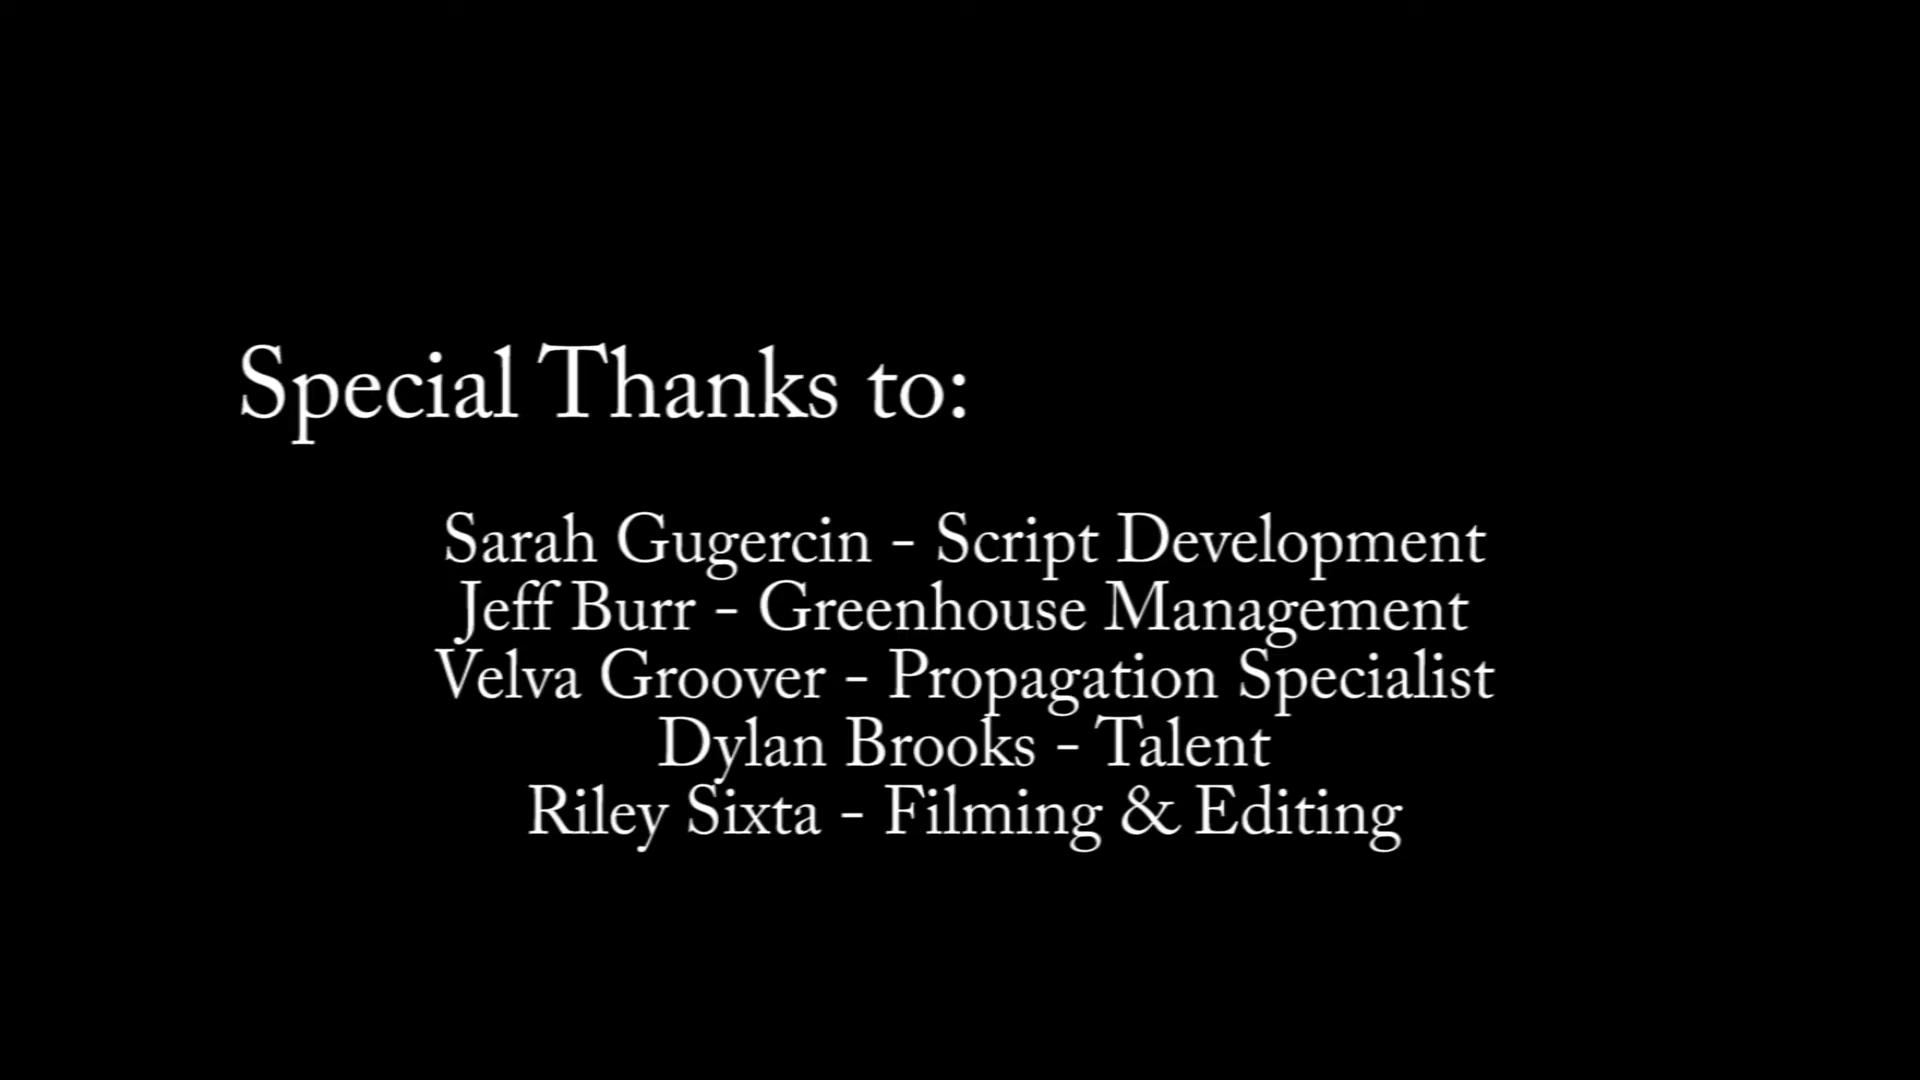 Special Thanks to:
Sarah Gugercin - Script Development
Jeff Burr - Greenhouse Management
Velva Groover - Propagation Specialist
Dylan Brooks - Talent
Riley Sixta - Filming & Editing